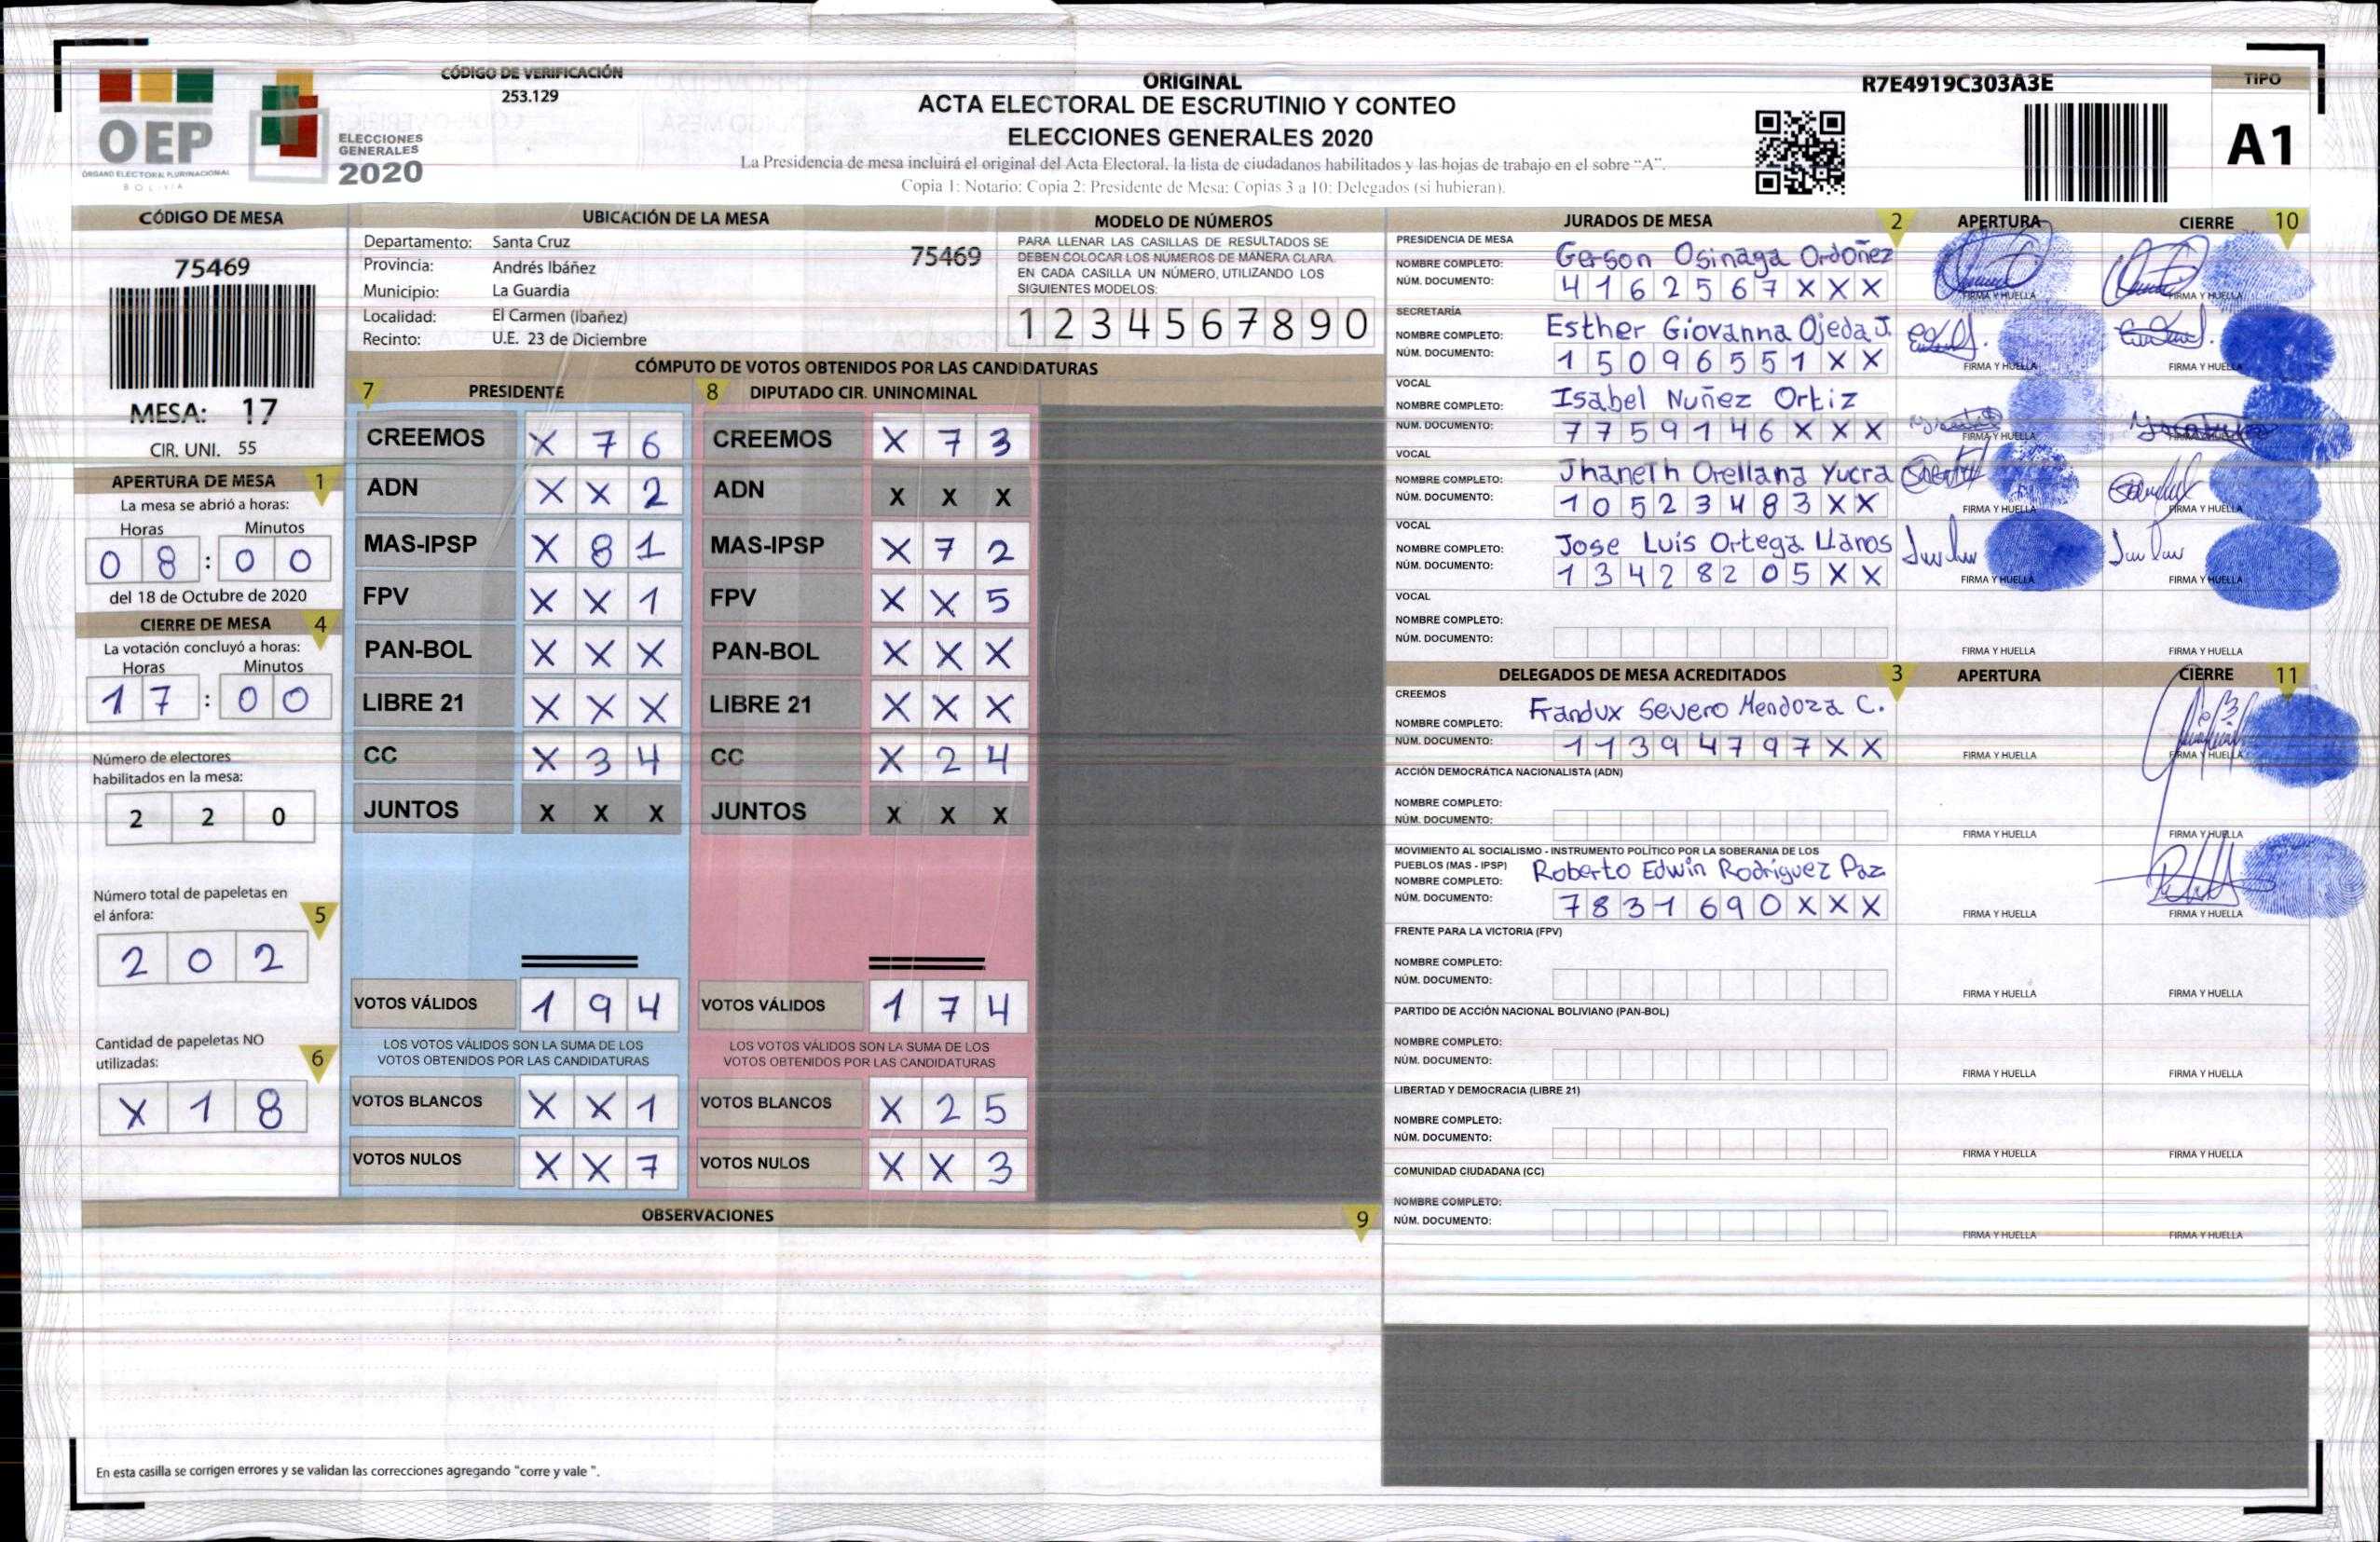 CÓDIGO DE VERIFICACIÓN
253.129
OEP
ÓRGANO ELECTORAL PLURINACIONAL
BOLIVIA
ELECCIONES
GENERALES
2020
ORIGINAL
ACTA ELECTORAL DE ESCRUTINIO Y CONTEO
ELECCIONES GENERALES 2020
La Presidencia de mesa incluirá el original del Acta Electoral, la lista de ciudadanos habilitados y las hojas de trabajo en el sobre "A".
Copia 1: Notario; Copia 2: Presidente de Mesa; Copias 3 a 10: Delegados (si hubieran).
R7E4919C303A3E
TIPO
A1
CÓDIGO DE MESA
75469
MESA: 17
CIR. UNI. 55
APERTURA DE MESA 1
La mesa se abrió a horas:
Horas Minutos
08:00
del 18 de Octubre de 2020
CIERRE DE MESA 4
La votación concluyó a horas:
Horas Minutos
17:00
Número de electores
habilitados en la mesa:
2 2 0
Número total de papeletas en
el ánfora: 5
2 0 2
Cantidad de papeletas NO
utilizadas: 6
X 1 8
UBICACIÓN DE LA MESA
Departamento: Santa Cruz
Provincia: Andrés Ibáñez
Municipio: La Guardia
Localidad: El Carmen (Ibañez)
Recinto: U.E. 23 de Diciembre
75469
MODELO DE NÚMEROS
PARA LLENAR LAS CASILLAS DE RESULTADOS SE
DEBEN COLOCAR LOS NÚMEROS DE MANERA CLARA.
EN CADA CASILLA UN NÚMERO, UTILIZANDO LOS
SIGUIENTES MODELOS:
1 2 3 4 5 6 7 8 9 0
CÓMPUTO DE VOTOS OBTENIDOS POR LAS CANDIDATURAS
7 PRESIDENTE
CREEMOS X 7 6
ADN X X 2
MAS-IPSP X 8 1
FPV X X 1
PAN-BOL X X X
LIBRE 21 X X X
CC X 3 4
JUNTOS X X X
VOTOS VÁLIDOS 1 9 4
LOS VOTOS VÁLIDOS SON LA SUMA DE LOS
VOTOS OBTENIDOS POR LAS CANDIDATURAS
VOTOS BLANCOS X X 1
VOTOS NULOS X X 7
8 DIPUTADO CIR. UNINOMINAL
CREEMOS X 7 3
ADN X X X
MAS-IPSP X 7 2
FPV X X 5
PAN-BOL X X X
LIBRE 21 X X X
CC X 2 4
JUNTOS X X X
VOTOS VÁLIDOS 1 7 4
LOS VOTOS VÁLIDOS SON LA SUMA DE LOS
VOTOS OBTENIDOS POR LAS CANDIDATURAS
VOTOS BLANCOS X 2 5
VOTOS NULOS X X 3
OBSERVACIONES 9
En esta casilla se corrigen errores y se validan las correcciones agregando "corre y vale ".
JURADOS DE MESA 2 APERTURA CIERRE 10
PRESIDENCIA DE MESA
NOMBRE COMPLETO: Gerson Osinaga Ordoñez
NÚM. DOCUMENTO: 4162567XXX FIRMA Y HUELLA FIRMA Y HUELLA
SECRETARÍA
NOMBRE COMPLETO: Esther Giovanna Ojeda J.
NÚM. DOCUMENTO: 15096551XX FIRMA Y HUELLA FIRMA Y HUELLA
VOCAL
NOMBRE COMPLETO: Isabel Nuñez Ortiz
NÚM. DOCUMENTO: 7759146XXX FIRMA Y HUELLA FIRMA Y HUELLA
VOCAL
NOMBRE COMPLETO: Jhaneth Orellana Yucra
NÚM. DOCUMENTO: 10523483XX FIRMA Y HUELLA FIRMA Y HUELLA
VOCAL
NOMBRE COMPLETO: Jose Luis Ortega Llanos
NÚM. DOCUMENTO: 13428205XX FIRMA Y HUELLA FIRMA Y HUELLA
VOCAL
NOMBRE COMPLETO:
NÚM. DOCUMENTO: FIRMA Y HUELLA FIRMA Y HUELLA
DELEGADOS DE MESA ACREDITADOS 3 APERTURA CIERRE 11
CREEMOS
NOMBRE COMPLETO: Frandux Severo Mendoza C.
NÚM. DOCUMENTO: 11394797XX FIRMA Y HUELLA FIRMA Y HUELLA
ACCIÓN DEMOCRÁTICA NACIONALISTA (ADN)
NOMBRE COMPLETO:
NÚM. DOCUMENTO: FIRMA Y HUELLA FIRMA Y HUELLA
MOVIMIENTO AL SOCIALISMO - INSTRUMENTO POLÍTICO POR LA SOBERANIA DE LOS
PUEBLOS (MAS - IPSP)
NOMBRE COMPLETO: Roberto Edwin Rodríguez Paz
NÚM. DOCUMENTO: 7831690XXX FIRMA Y HUELLA FIRMA Y HUELLA
FRENTE PARA LA VICTORIA (FPV)
NOMBRE COMPLETO:
NÚM. DOCUMENTO: FIRMA Y HUELLA FIRMA Y HUELLA
PARTIDO DE ACCIÓN NACIONAL BOLIVIANO (PAN-BOL)
NOMBRE COMPLETO:
NÚM. DOCUMENTO: FIRMA Y HUELLA FIRMA Y HUELLA
LIBERTAD Y DEMOCRACIA (LIBRE 21)
NOMBRE COMPLETO:
NÚM. DOCUMENTO: FIRMA Y HUELLA FIRMA Y HUELLA
COMUNIDAD CIUDADANA (CC)
NOMBRE COMPLETO:
NÚM. DOCUMENTO: FIRMA Y HUELLA FIRMA Y HUELLA